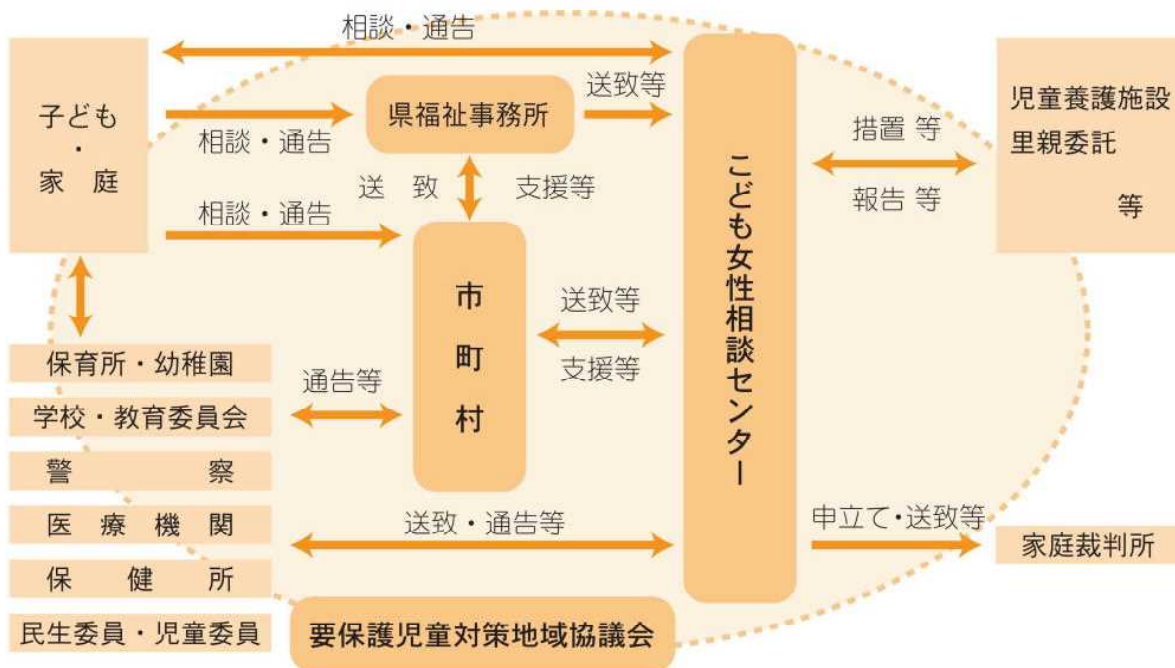 相談・通告
子ども
・
家　庭
県福祉事務所
送致等
相談・通告
送　致
支援等
相談・通告
市町村
こども女性相談センター
措置 等
報告 等
児童養護施設
里親委託
等
送致等
支援等
保育所・幼稚園
通告等
学校・教育委員会
警　察
医療機関
送致・通告等
申立て・送致等
家庭裁判所
保健所
民生委員・児童委員
要保護児童対策地域協議会